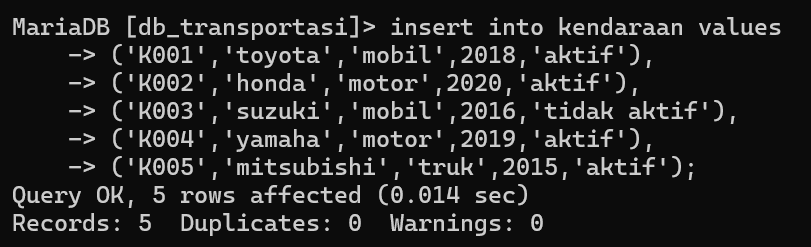 MariaDB [db_transportasi]> insert into kendaraan values
    -> ('K001','toyota','mobil',2018,'aktif'),
    -> ('K002','honda','motor',2020,'aktif'),
    -> ('K003','suzuki','mobil',2016,'tidak aktif'),
    -> ('K004','yamaha','motor',2019,'aktif'),
    -> ('K005','mitsubishi','truk',2015,'aktif');
Query OK, 5 rows affected (0.014 sec)
Records: 5  Duplicates: 0  Warnings: 0